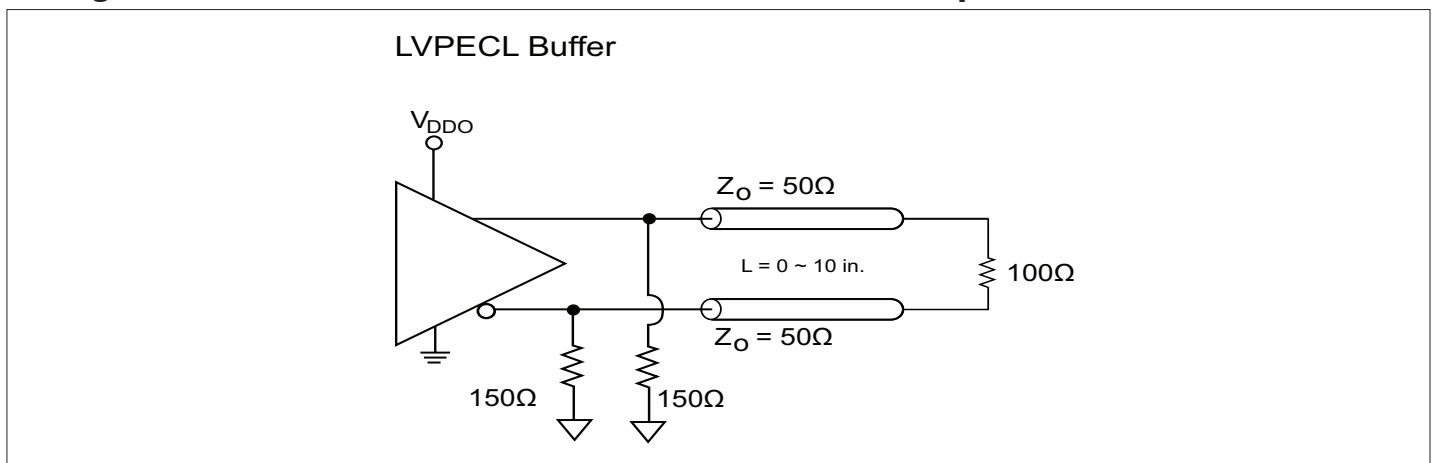 LVPECL Buffer
VDDO
ZO = 50Ω
L = 0 ~ 10 in.
100Ω
ZO = 50Ω
150Ω
150Ω